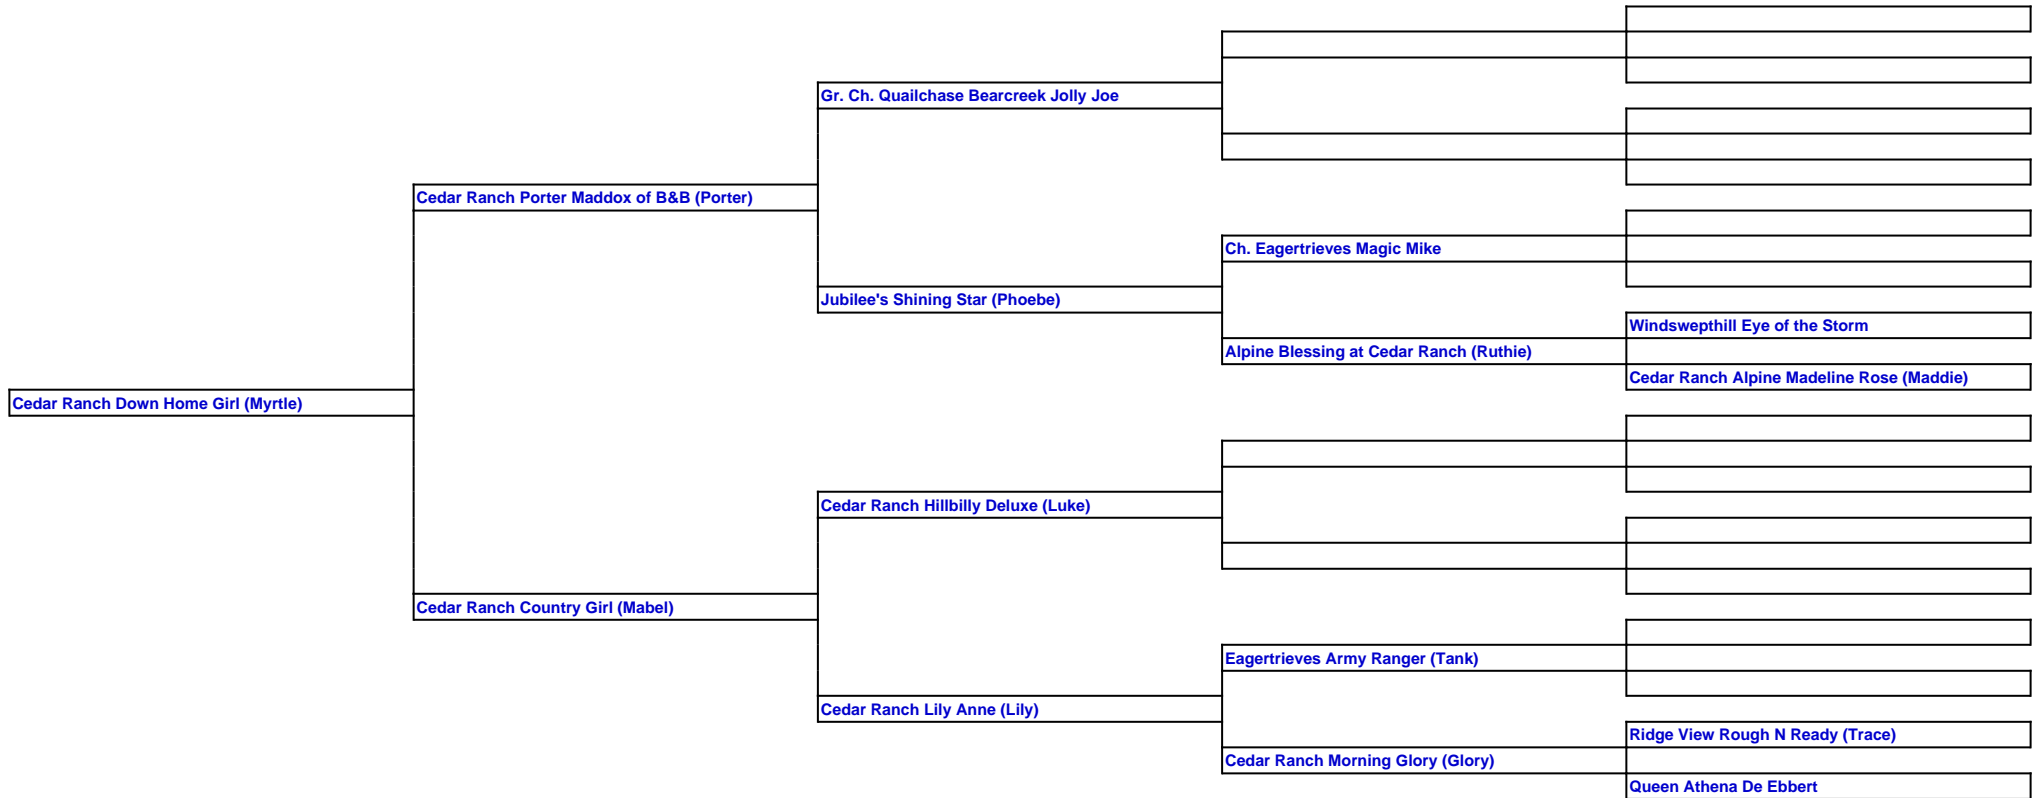 Gr. Ch. Quailchase Bearcreek Jolly Joe
Cedar Ranch Porter Maddox of B&B (Porter)
Ch. Eagertrieves Magic Mike
Jubilee's Shining Star (Phoebe)
Windswepthill Eye of the Storm
Alpine Blessing at Cedar Ranch (Ruthie)
Cedar Ranch Alpine Madeline Rose (Maddie)
Cedar Ranch Down Home Girl (Myrtle)
Cedar Ranch Hillbilly Deluxe (Luke)
Cedar Ranch Country Girl (Mabel)
Eagertrieves Army Ranger (Tank)
Cedar Ranch Lily Anne (Lily)
Ridge View Rough N Ready (Trace)
Cedar Ranch Morning Glory (Glory)
Queen Athena De Ebbert